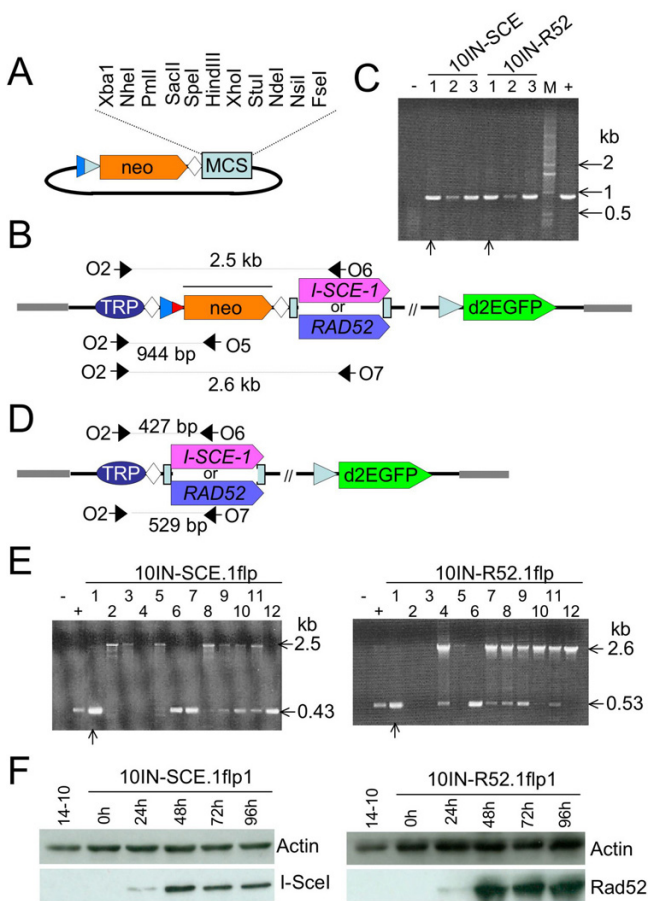 A
Xba1
NheI
PmlI
SacII
SpeI
HindIII
XhoI
StuI
NdeI
NsiI
FseI
neo
MCS
C
10IN-SCE
10IN-R52
- 1 2 3 1 2 3 M +
kb
2
1
0.5
B
O2
2.5 kb
O6
TRP
neo
I-SCE-1
or
RAD52
//
d2EGFP
O2
944 bp
O5
O2
2.6 kb
O7
D
O2
427 bp
O6
TRP
I-SCE-1
or
RAD52
//
d2EGFP
O2
529 bp
O7
E
10IN-SCE.1flp
- 1 3 5 7 9 11
+ 2 4 6 8 10 12
kb
2.5
0.43
10IN-R52.1flp
- 1 3 5 7 9 11
+ 2 4 6 8 10 12
kb
2.6
0.53
F
10IN-SCE.1flp1
14-10
0h
24h
48h
72h
96h
Actin
I-SceI
10IN-R52.1flp1
14-10
0h
24h
48h
72h
96h
Actin
Rad52